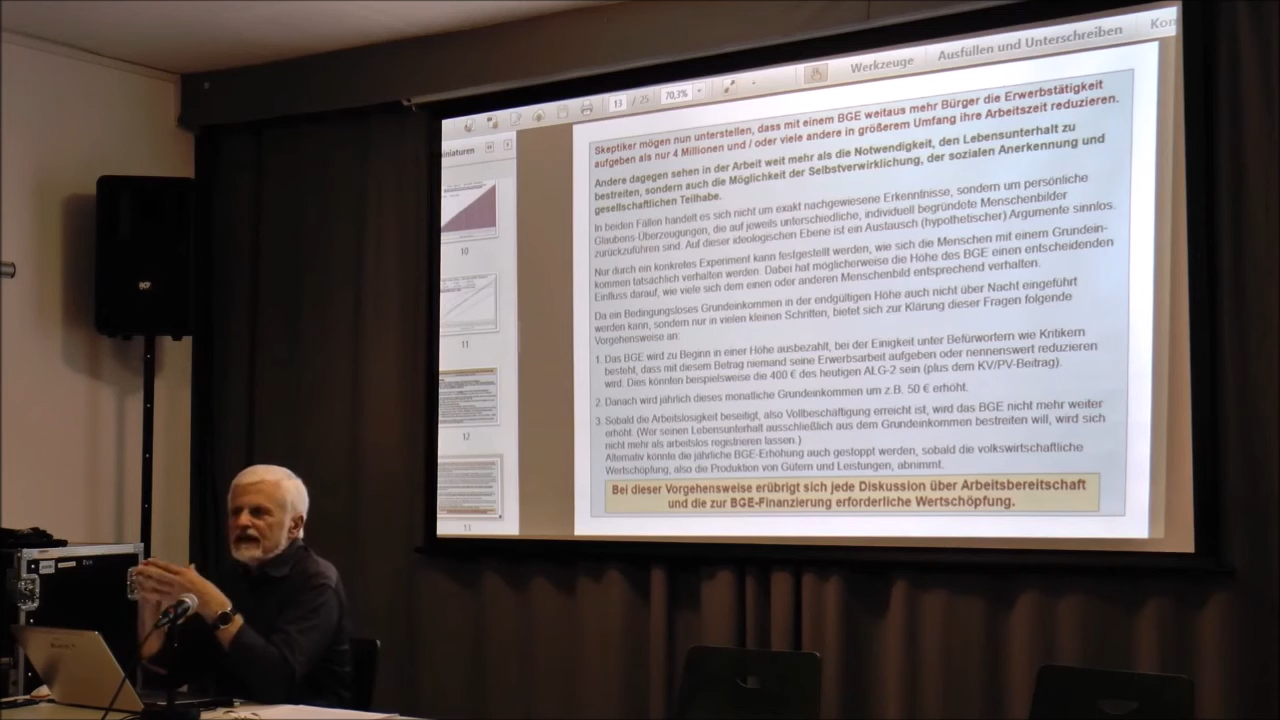 Werkzeuge
Ausfüllen und Unterschreiben
Kon
13 / 25
70,3%
niaturen
10
11
12
13
Skeptiker mögen nun unterstellen, dass mit einem BGE weitaus mehr Bürger die Erwerbstätigkeit
aufgeben als nur 4 Millionen und / oder viele andere in größerem Umfang ihre Arbeitszeit reduzieren.
Andere dagegen sehen in der Arbeit weit mehr als die Notwendigkeit, den Lebensunterhalt zu
bestreiten, sondern auch die Möglichkeit der Selbstverwirklichung, der sozialen Anerkennung und
gesellschaftlichen Teilhabe.
In beiden Fällen handelt es sich nicht um exakt nachgewiesene Erkenntnisse, sondern um persönliche
Glaubens-Überzeugungen, die auf jeweils unterschiedliche, individuell begründete Menschenbilder
zurückzuführen sind. Auf dieser ideologischen Ebene ist ein Austausch (hypothetischer) Argumente sinnlos.
Nur durch ein konkretes Experiment kann festgestellt werden, wie sich die Menschen mit einem Grundein-
kommen tatsächlich verhalten werden. Dabei hat möglicherweise die Höhe des BGE einen entscheidenden
Einfluss darauf, wie viele sich dem einen oder anderen Menschenbild entsprechend verhalten.
Da ein Bedingungsloses Grundeinkommen in der endgültigen Höhe auch nicht über Nacht eingeführt
werden kann, sondern nur in vielen kleinen Schritten, bietet sich zur Klärung dieser Fragen folgende
Vorgehensweise an:
1. Das BGE wird zu Beginn in einer Höhe ausbezahlt, bei der Einigkeit unter Befürwortern wie Kritikern
besteht, dass mit diesem Betrag niemand seine Erwerbsarbeit aufgeben oder nennenswert reduzieren
wird. Dies könnten beispielsweise die 400 € des heutigen ALG-2 sein (plus dem KV/PV-Beitrag).
2. Danach wird jährlich dieses monatliche Grundeinkommen um z.B. 50 € erhöht.
3. Sobald die Arbeitslosigkeit beseitigt, also Vollbeschäftigung erreicht ist, wird das BGE nicht mehr weiter
erhöht. (Wer seinen Lebensunterhalt ausschließlich aus dem Grundeinkommen bestreiten will, wird sich
nicht mehr als arbeitslos registrieren lassen.)
Alternativ könnte die jährliche BGE-Erhöhung auch gestoppt werden, sobald die volkswirtschaftliche
Wertschöpfung, also die Produktion von Gütern und Leistungen, abnimmt.
Bei dieser Vorgehensweise erübrigt sich jede Diskussion über Arbeitsbereitschaft
und die zur BGE-Finanzierung erforderliche Wertschöpfung.